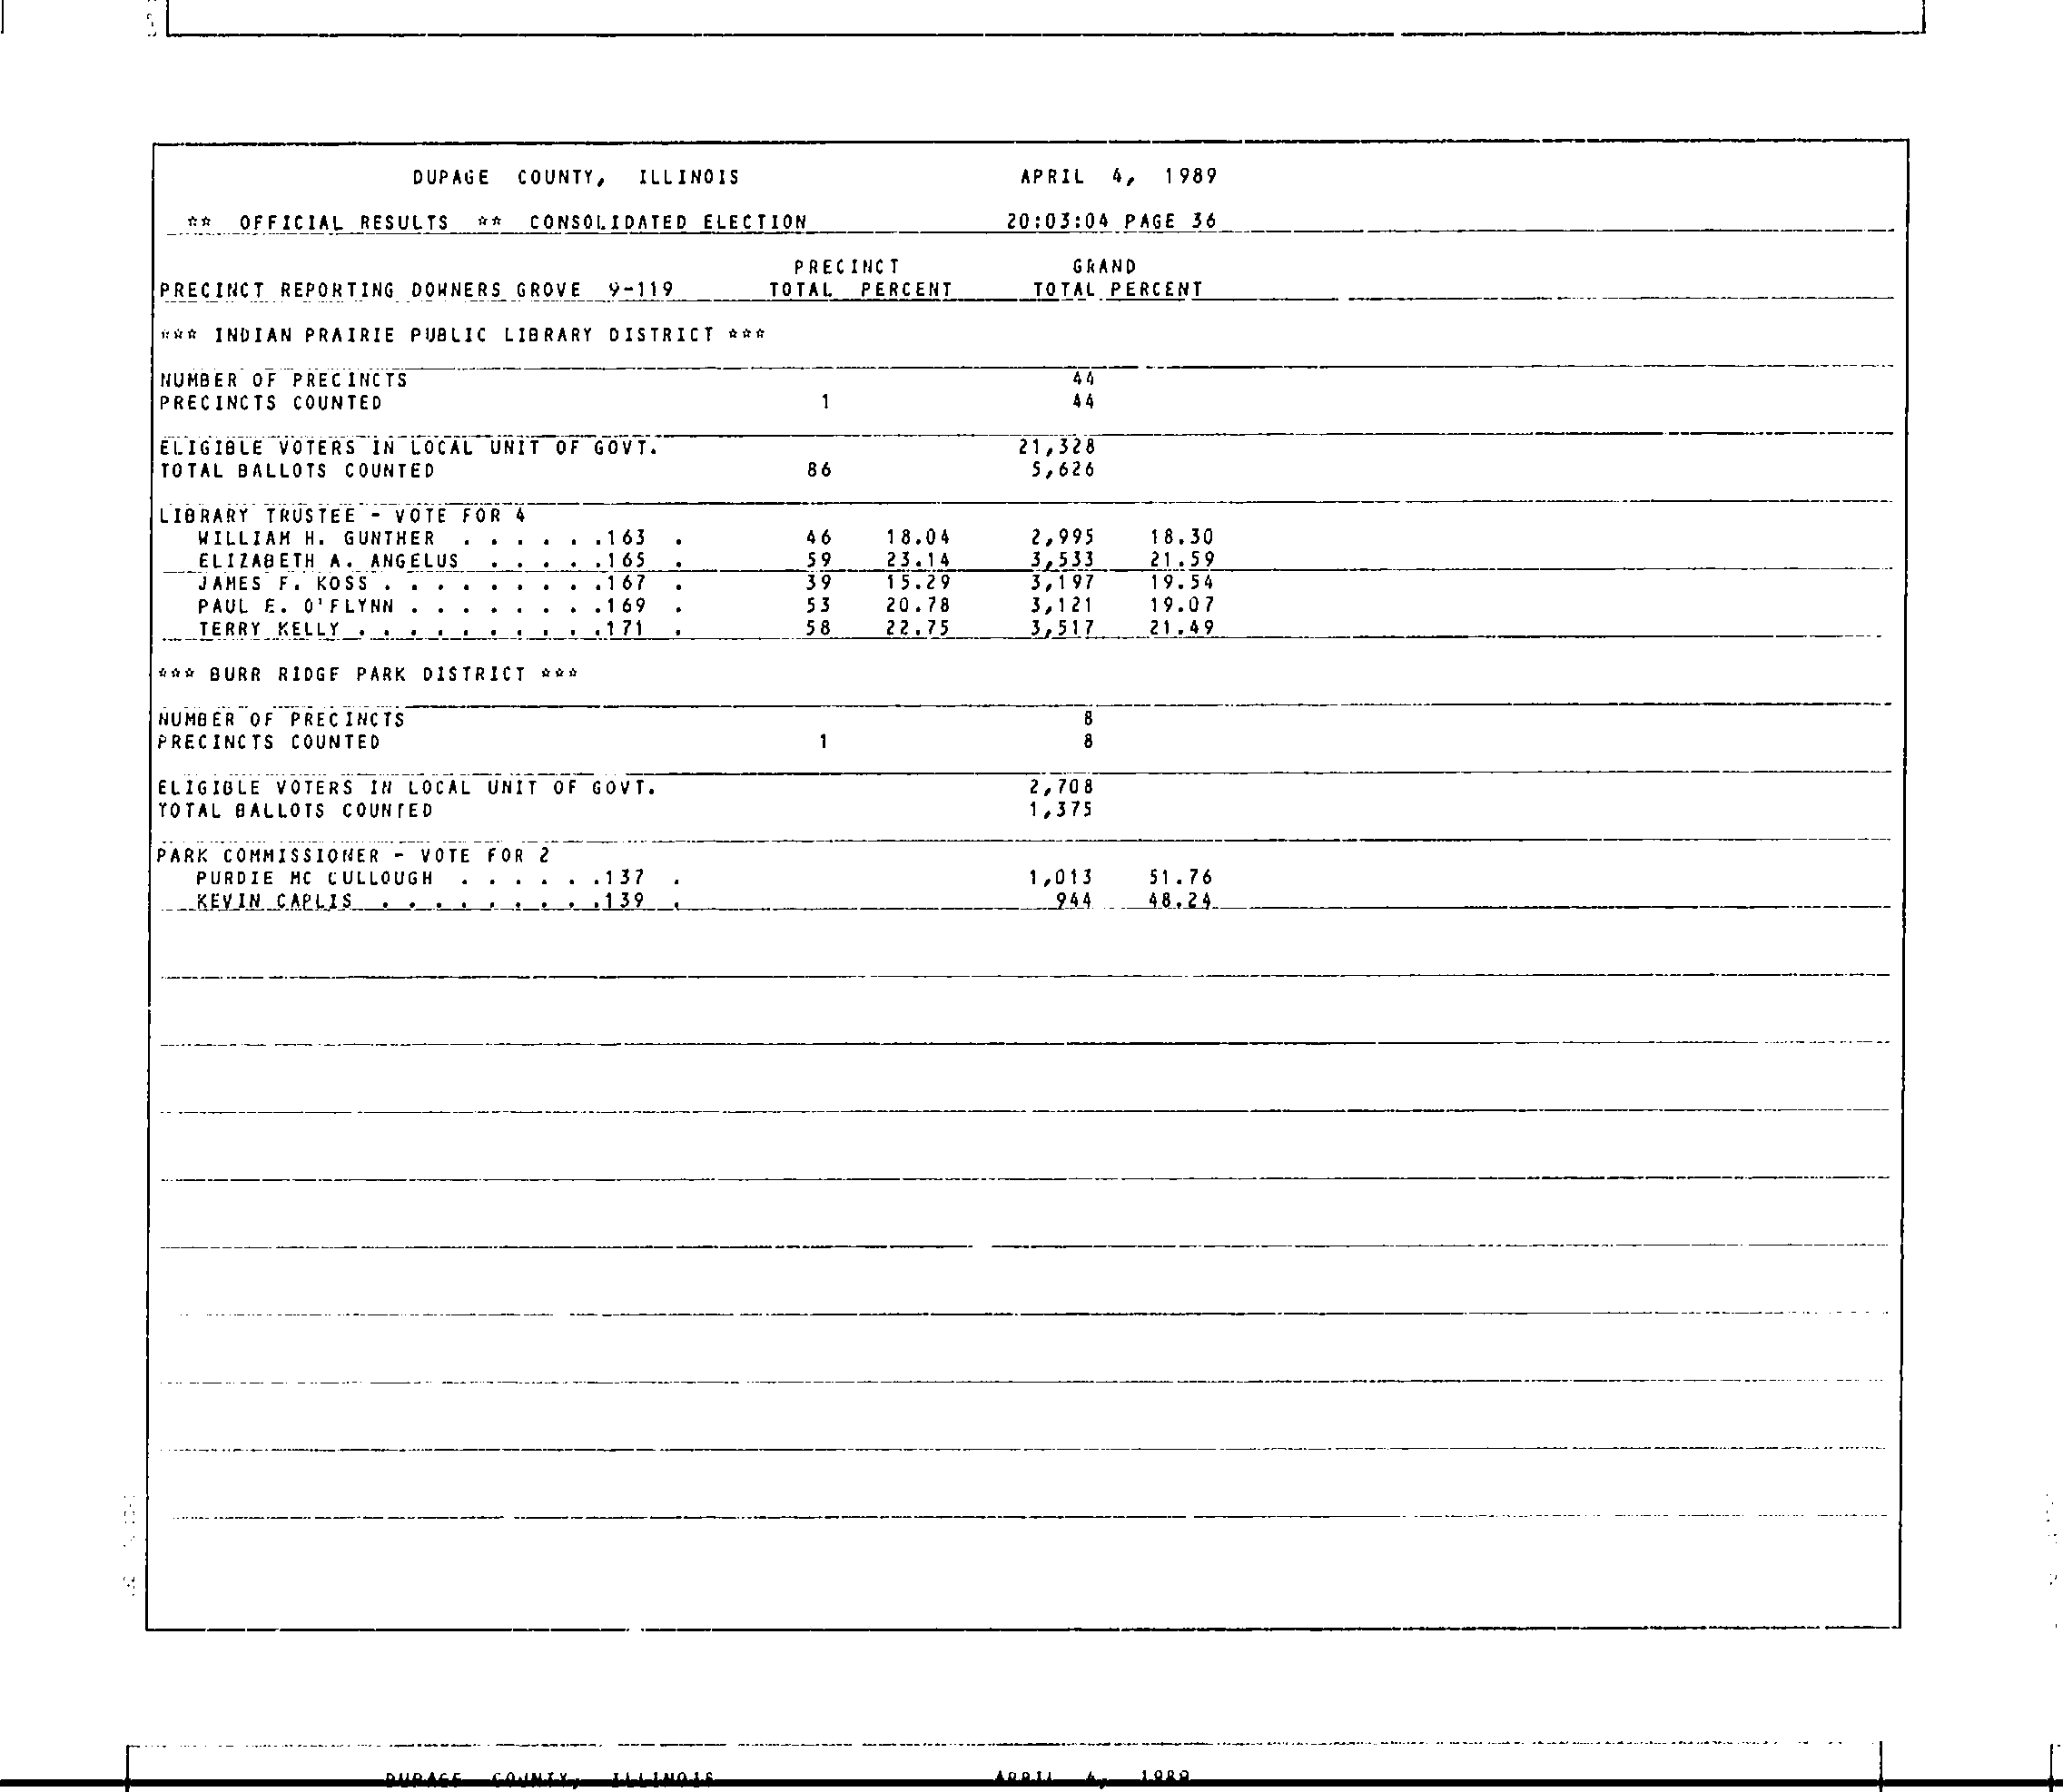 DUPAGE COUNTY, ILLINOIS APRIL 4, 1989
** OFFICIAL RESULTS ** CONSOLIDATED ELECTION 20:03:04 PAGE 36
PRECINCT GRAND
PRECINCT REPORTING DOWNERS GROVE 9-119 TOTAL PERCENT TOTAL PERCENT
*** INDIAN PRAIRIE PUBLIC LIBRARY DISTRICT ***
NUMBER OF PRECINCTS 44
PRECINCTS COUNTED 1 44
ELIGIBLE VOTERS IN LOCAL UNIT OF GOVT. 21,328
TOTAL BALLOTS COUNTED 86 5,626
LIBRARY TRUSTEE - VOTE FOR 4
WILLIAM H. GUNTHER . . . . . .163 . 46 18.04 2,995 18.30
ELIZABETH A. ANGELUS . . . . .165 . 59 23.14 3,533 21.59
JAMES F. KOSS . . . . . . . . .167 . 39 15.29 3,197 19.54
PAUL E. O'FLYNN . . . . . . . .169 . 53 20.78 3,121 19.07
TERRY KELLY . . . . . . . . . .171 . 58 22.75 3,517 21.49
*** BURR RIDGE PARK DISTRICT ***
NUMBER OF PRECINCTS 8
PRECINCTS COUNTED 1 8
ELIGIBLE VOTERS IN LOCAL UNIT OF GOVT. 2,708
TOTAL BALLOTS COUNTED 1,375
PARK COMMISSIONER - VOTE FOR 2
PURDIE MC CULLOUGH . . . . . .137 . 1,013 51.76
KEVIN CAPLIS . . . . . . . . .139 . 944 48.24
DUPAGE COUNTY, ILLINOIS APRIL 4, 1989